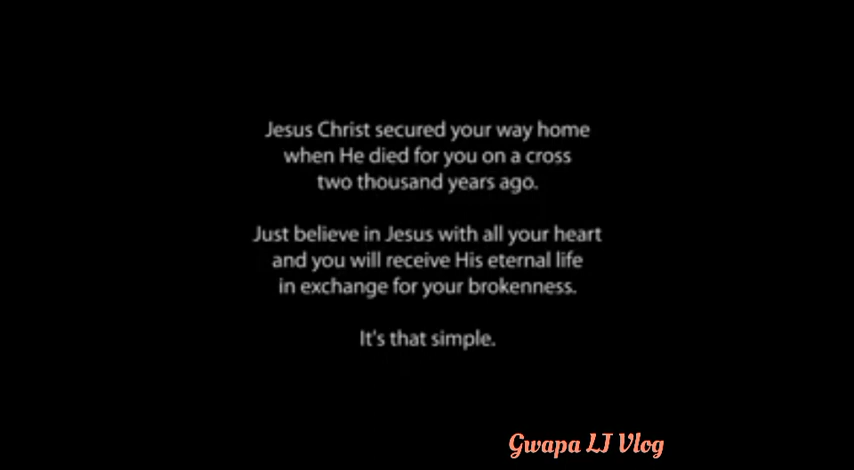 Jesus Christ secured your way home
when He died for you on a cross
two thousand years ago.
Just believe in Jesus with all your heart
and you will receive His eternal life
in exchange for your brokenness.
It's that simple.
Gwapa LJ Vlog